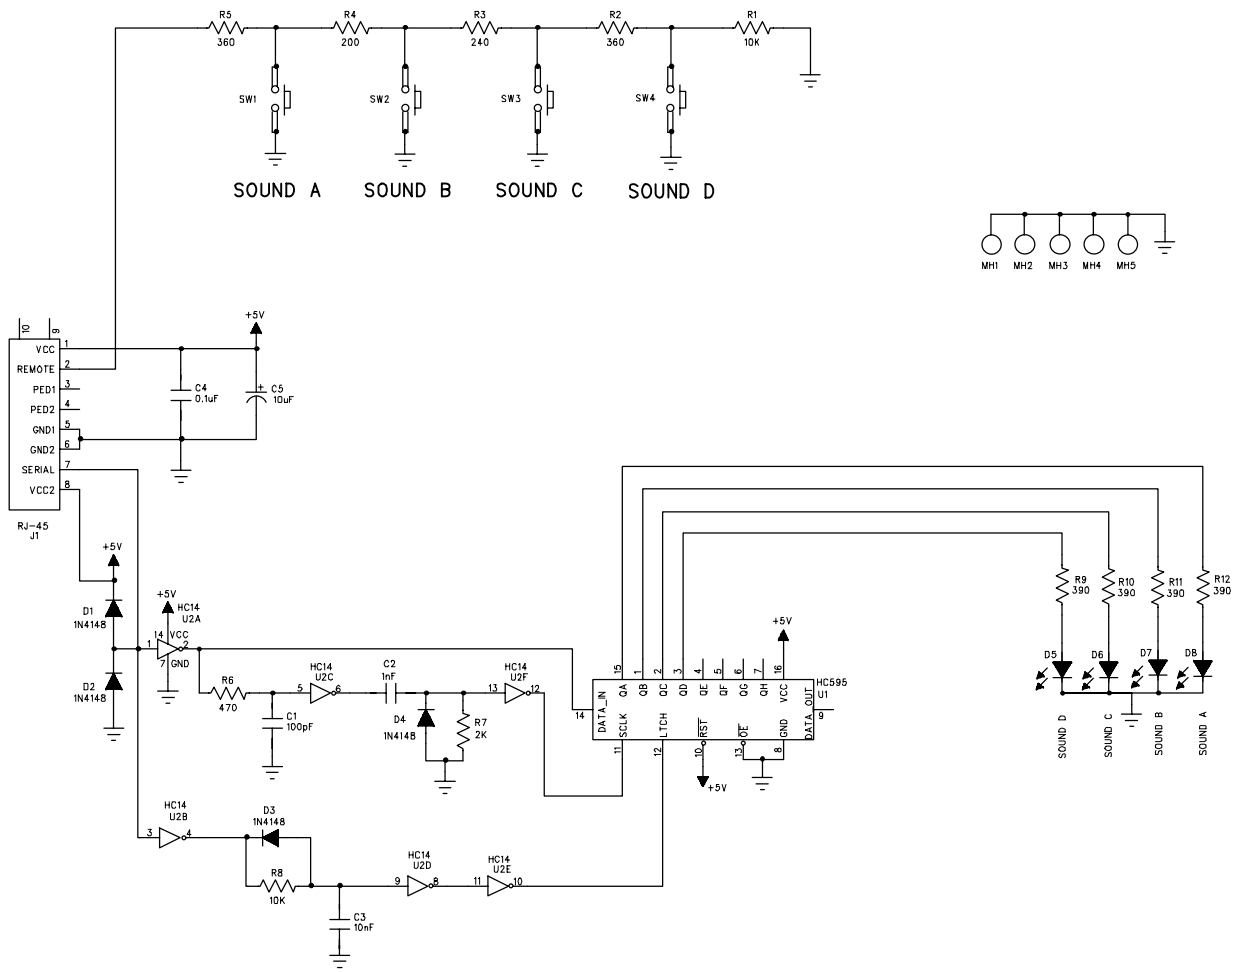 R5
360
R4
200
R3
240
R2
360
R1
10K
SW1
SW2
SW3
SW4
SOUND A
SOUND B
SOUND C
SOUND D
MH1
MH2
MH3
MH4
MH5
10
9
VCC
1
REMOTE
2
PED1
3
PED2
4
GND1
5
GND2
6
SERIAL
7
VCC2
8
RJ-45
J1
+5V
C4
0.1uF
+
C5
10uF
+5V
D1
1N4148
D2
1N4148
+5V
HC14
U2A
14
VCC
1
2
7
GND
R6
470
C1
100pF
HC14
U2C
5
6
C2
1nF
D4
1N4148
R7
2K
HC14
U2F
13
12
+5V
15
1
2
3
4
5
6
7
16
QA
QB
QC
QD
QE
QF
QG
QH
VCC
HC595
U1
14
DATA_IN
SCLK
LTCH
RST
OE
GND
DATA_OUT
9
11
12
10
13
8
+5V
R9
390
R10
390
R11
390
R12
390
D5
D6
D7
D8
SOUND D
SOUND C
SOUND B
SOUND A
HC14
U2B
3
4
D3
1N4148
R8
10K
C3
10nF
HC14
U2D
9
8
HC14
U2E
11
10